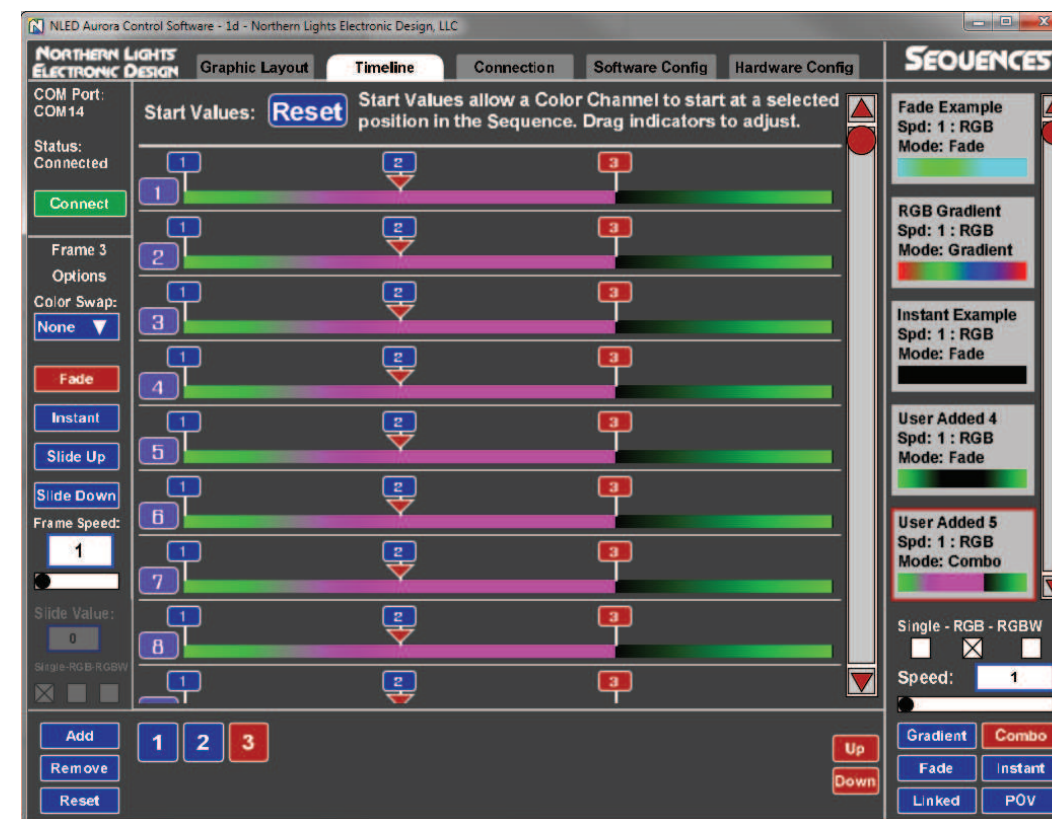 NLED Aurora Control Software - 1d - Northern Lights Electronic Design, LLC
NORTHERN LIGHTS
ELECTRONIC DESIGN
Graphic Layout
Timeline
Connection
Software Config
Hardware Config
SEQUENCES
COM Port:
COM14
Status:
Connected
Connect
Frame 3
Options
Color Swap:
None
Fade
Instant
Slide Up
Slide Down
Frame Speed:
1
Slide Value:
0
Single-RGB-RGBW
Start Values:
Reset
Start Values allow a Color Channel to start at a selected
position in the Sequence. Drag indicators to adjust.
1 2 3
1
1 2 3
2
1 2 3
3
1 2 3
4
1 2 3
5
1 2 3
6
1 2 3
7
1 2 3
8
1 2 3
Fade Example
Spd: 1 : RGB
Mode: Fade
RGB Gradient
Spd: 1 : RGB
Mode: Gradient
Instant Example
Spd: 1 : RGB
Mode: Fade
User Added 4
Spd: 1 : RGB
Mode: Fade
User Added 5
Spd: 1 : RGB
Mode: Combo
Single - RGB - RGBW
Speed:
1
Add
Remove
Reset
1 2 3
Up
Down
Gradient
Combo
Fade
Instant
Linked
POV